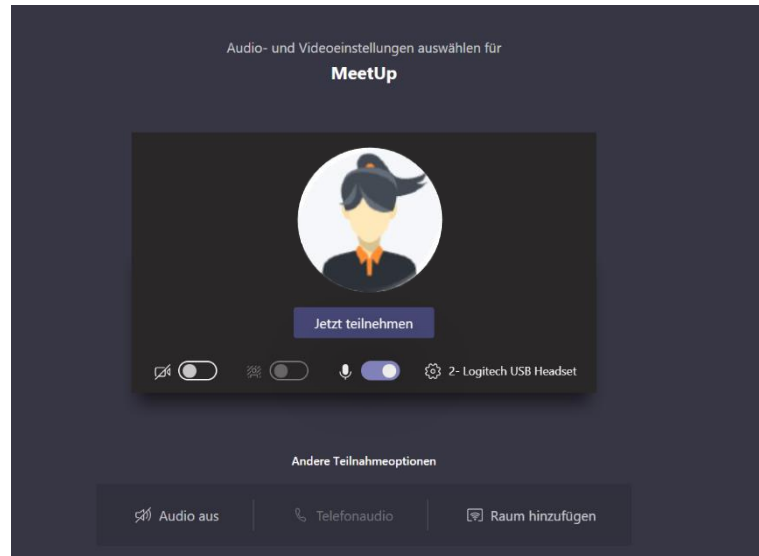 Audio- und Videoeinstellungen auswählen für
MeetUp
Jetzt teilnehmen
2- Logitech USB Headset
Andere Teilnahmeoptionen
Audio aus
Telefonaudio
Raum hinzufügen